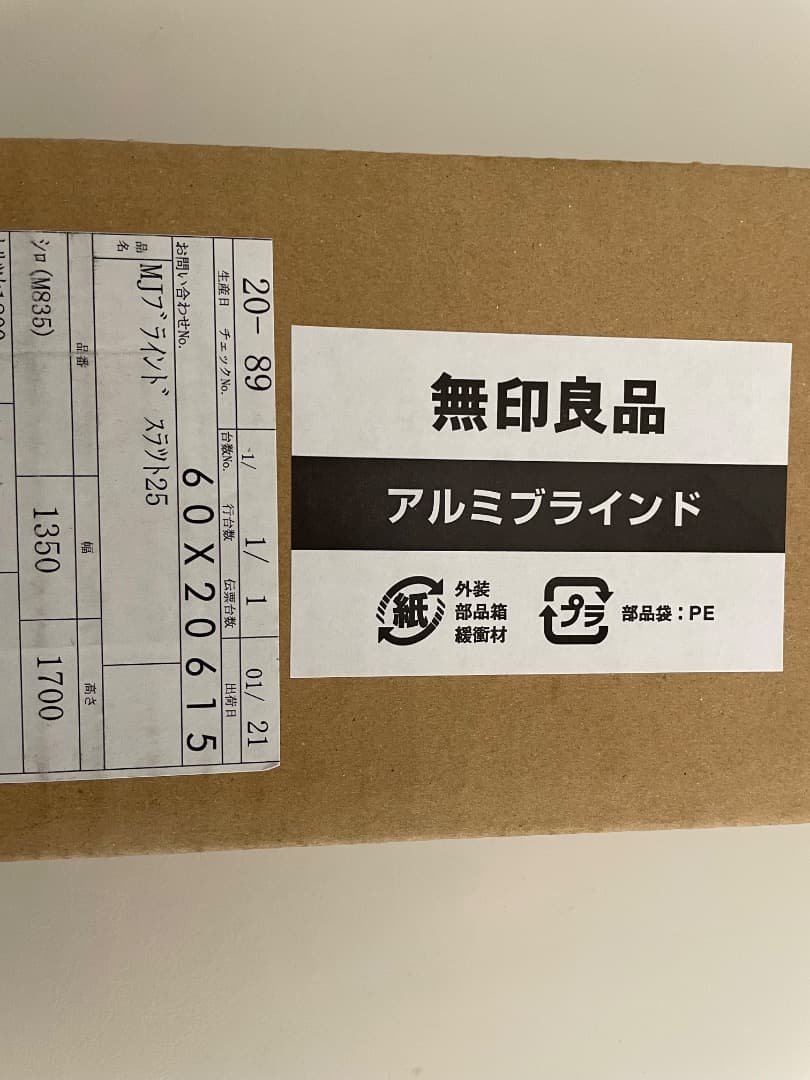 無印良品
アルミブラインド
紙
外装
部品箱
緩衝材
プラ
部品袋：PE
20- 89
1/ 1/ 1
01/ 21
生産日 チェックNo. 台数No. 行台数 伝票台数 出荷日
お問い合わせNo. 60X20615
品名 MJブラインド スラット25
品番 幅 高さ
シロ(M835) 1350 1700